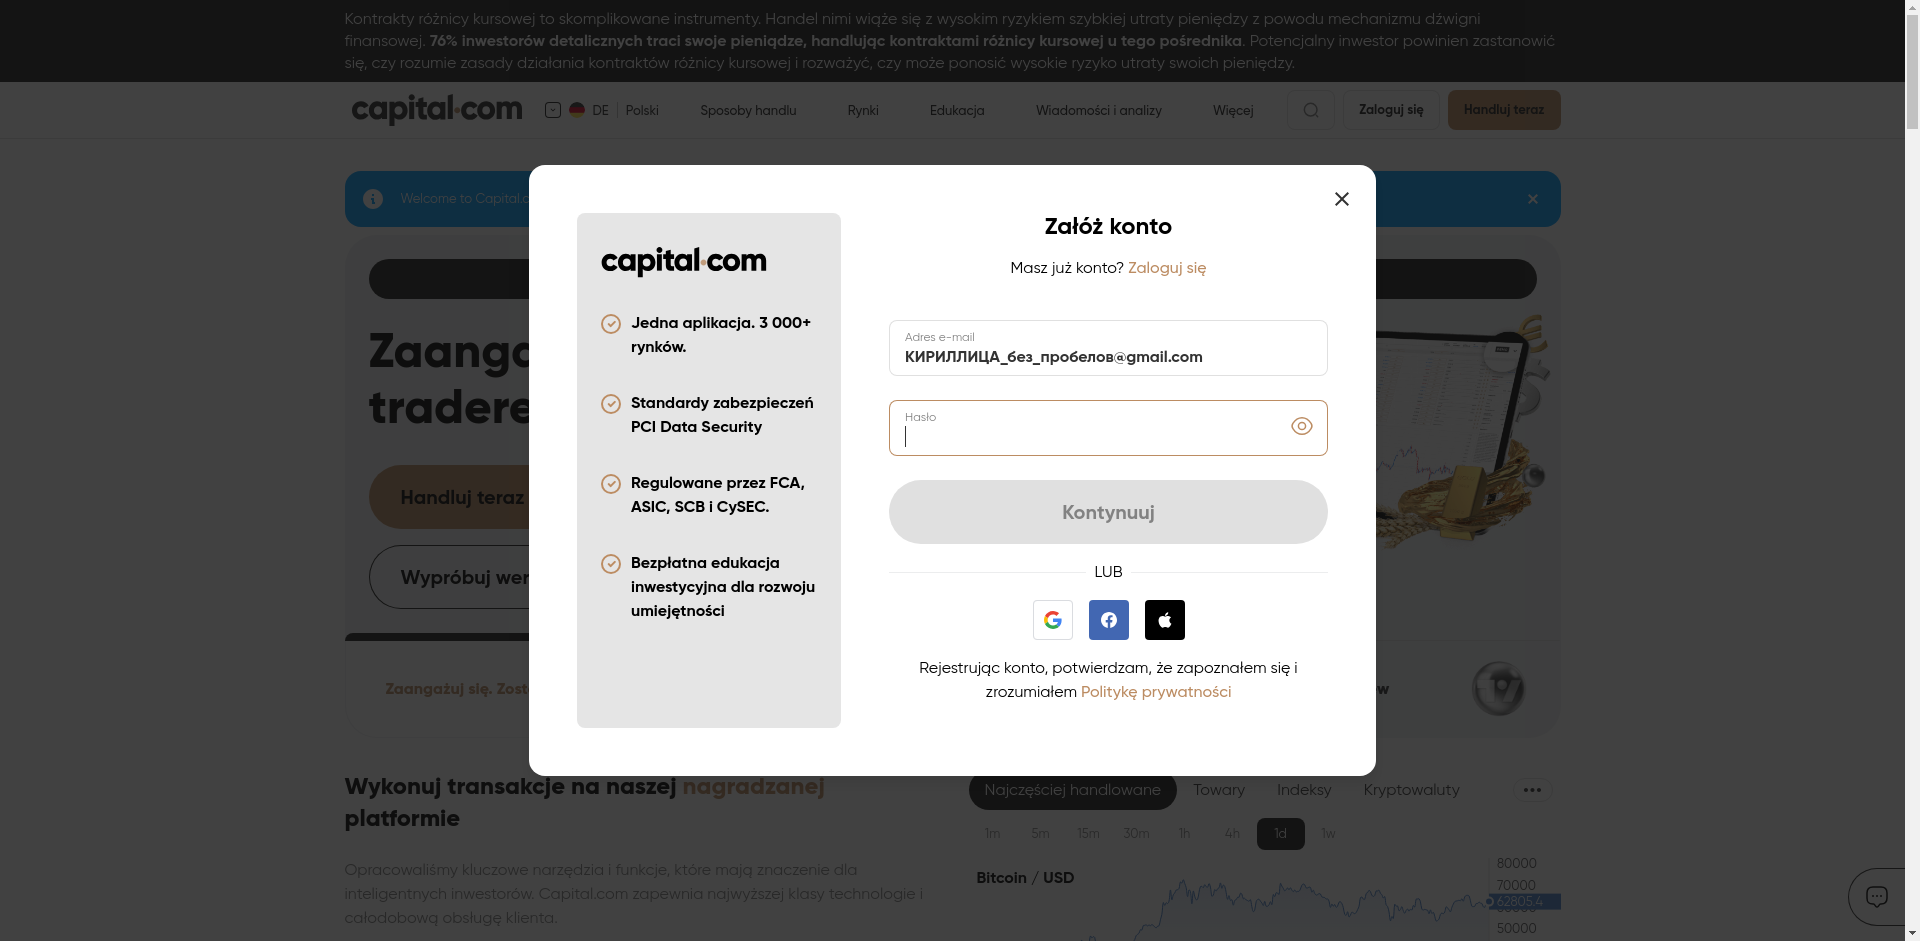 Kontrakty różnicy kursowej to skomplikowane instrumenty. Handel nimi wiąże się z wysokim ryzykiem szybkiej utraty pieniędzy z powodu mechanizmu dźwigni
finansowej. 76% inwestorów detalicznych traci swoje pieniądze, handlując kontraktami różnicy kursowej u tego pośrednika. Potencjalny inwestor powinien zastanowić
się, czy rozumie zasady działania kontraktów różnicy kursowej i rozważyć, czy może ponosić wysokie ryzyko utraty swoich pieniędzy.
capital.com DE Polski Sposoby handlu Rynki Edukacja Wiadomości i analizy Więcej Zaloguj się Handluj teraz
Welcome to Capital.c
capital.com
Jedna aplikacja. 3 000+
rynków.
Standardy zabezpieczeń
PCI Data Security
Regulowane przez FCA,
ASIC, SCB i CySEC.
Bezpłatna edukacja
inwestycyjna dla rozwoju
umiejętności
Załóż konto
Masz już konto? Zaloguj się
Adres e-mail
КИРИЛЛИЦА_без_пробелов@gmail.com
Hasło
Kontynuuj
LUB
Rejestrując konto, potwierdzam, że zapoznałem się i
zrozumiałem Politykę prywatności
Zaanga
tradere
Handluj teraz
Wypróbuj wer
Zaangażuj się. Zost
Wykonuj transakcje na naszej nagradzanej
platformie
Opracowaliśmy kluczowe narzędzia i funkcje, które mają znaczenie dla
inteligentnych inwestorów. Capital.com zapewnia najwyższej klasy technologie i
całodobową obsługę klienta.
Najczęściej handlowane Towary Indeksy Kryptowaluty
1m 5m 15m 30m 1h 4h 1d 1w
Bitcoin / USD
80000
70000
62805.4
50000